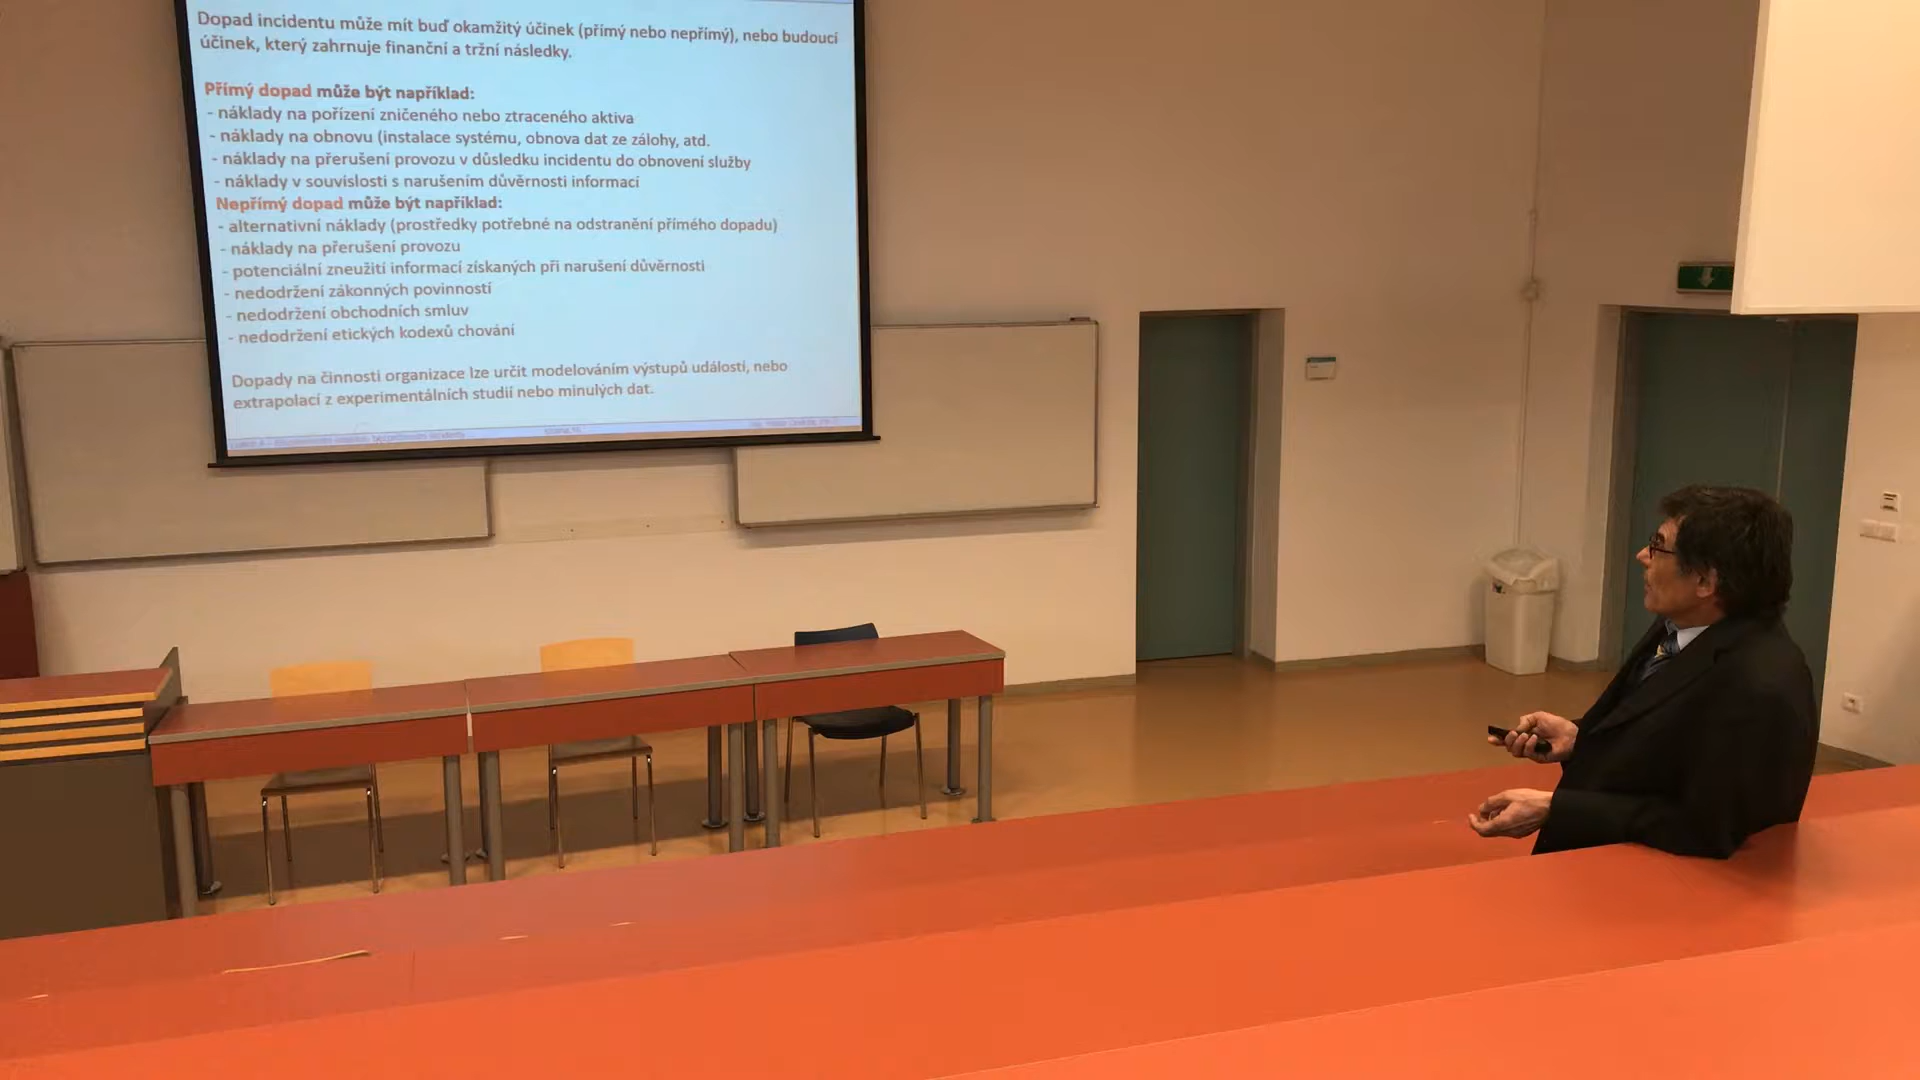 Dopad incidentu může mít buď okamžitý účinek (přímý nebo nepřímý), nebo budoucí
účinek, který zahrnuje finanční a tržní následky.
Přímý dopad může být například:
- náklady na pořízení zničeného nebo ztraceného aktiva
- náklady na obnovu (instalace systému, obnova dat ze zálohy, atd.
- náklady na přerušení provozu v důsledku incidentu do obnovení služby
- náklady v souvislosti s narušením důvěrnosti informací
Nepřímý dopad může být například:
- alternativní náklady (prostředky potřebné na odstranění přímého dopadu)
- náklady na přerušení provozu
- potenciální zneužití informací získaných při narušení důvěrnosti
- nedodržení zákonných povinností
- nedodržení obchodních smluv
- nedodržení etických kodexů chování
Dopady na činnosti organizace lze určit modelováním výstupů události, nebo
extrapolací z experimentálních studií nebo minulých dat.